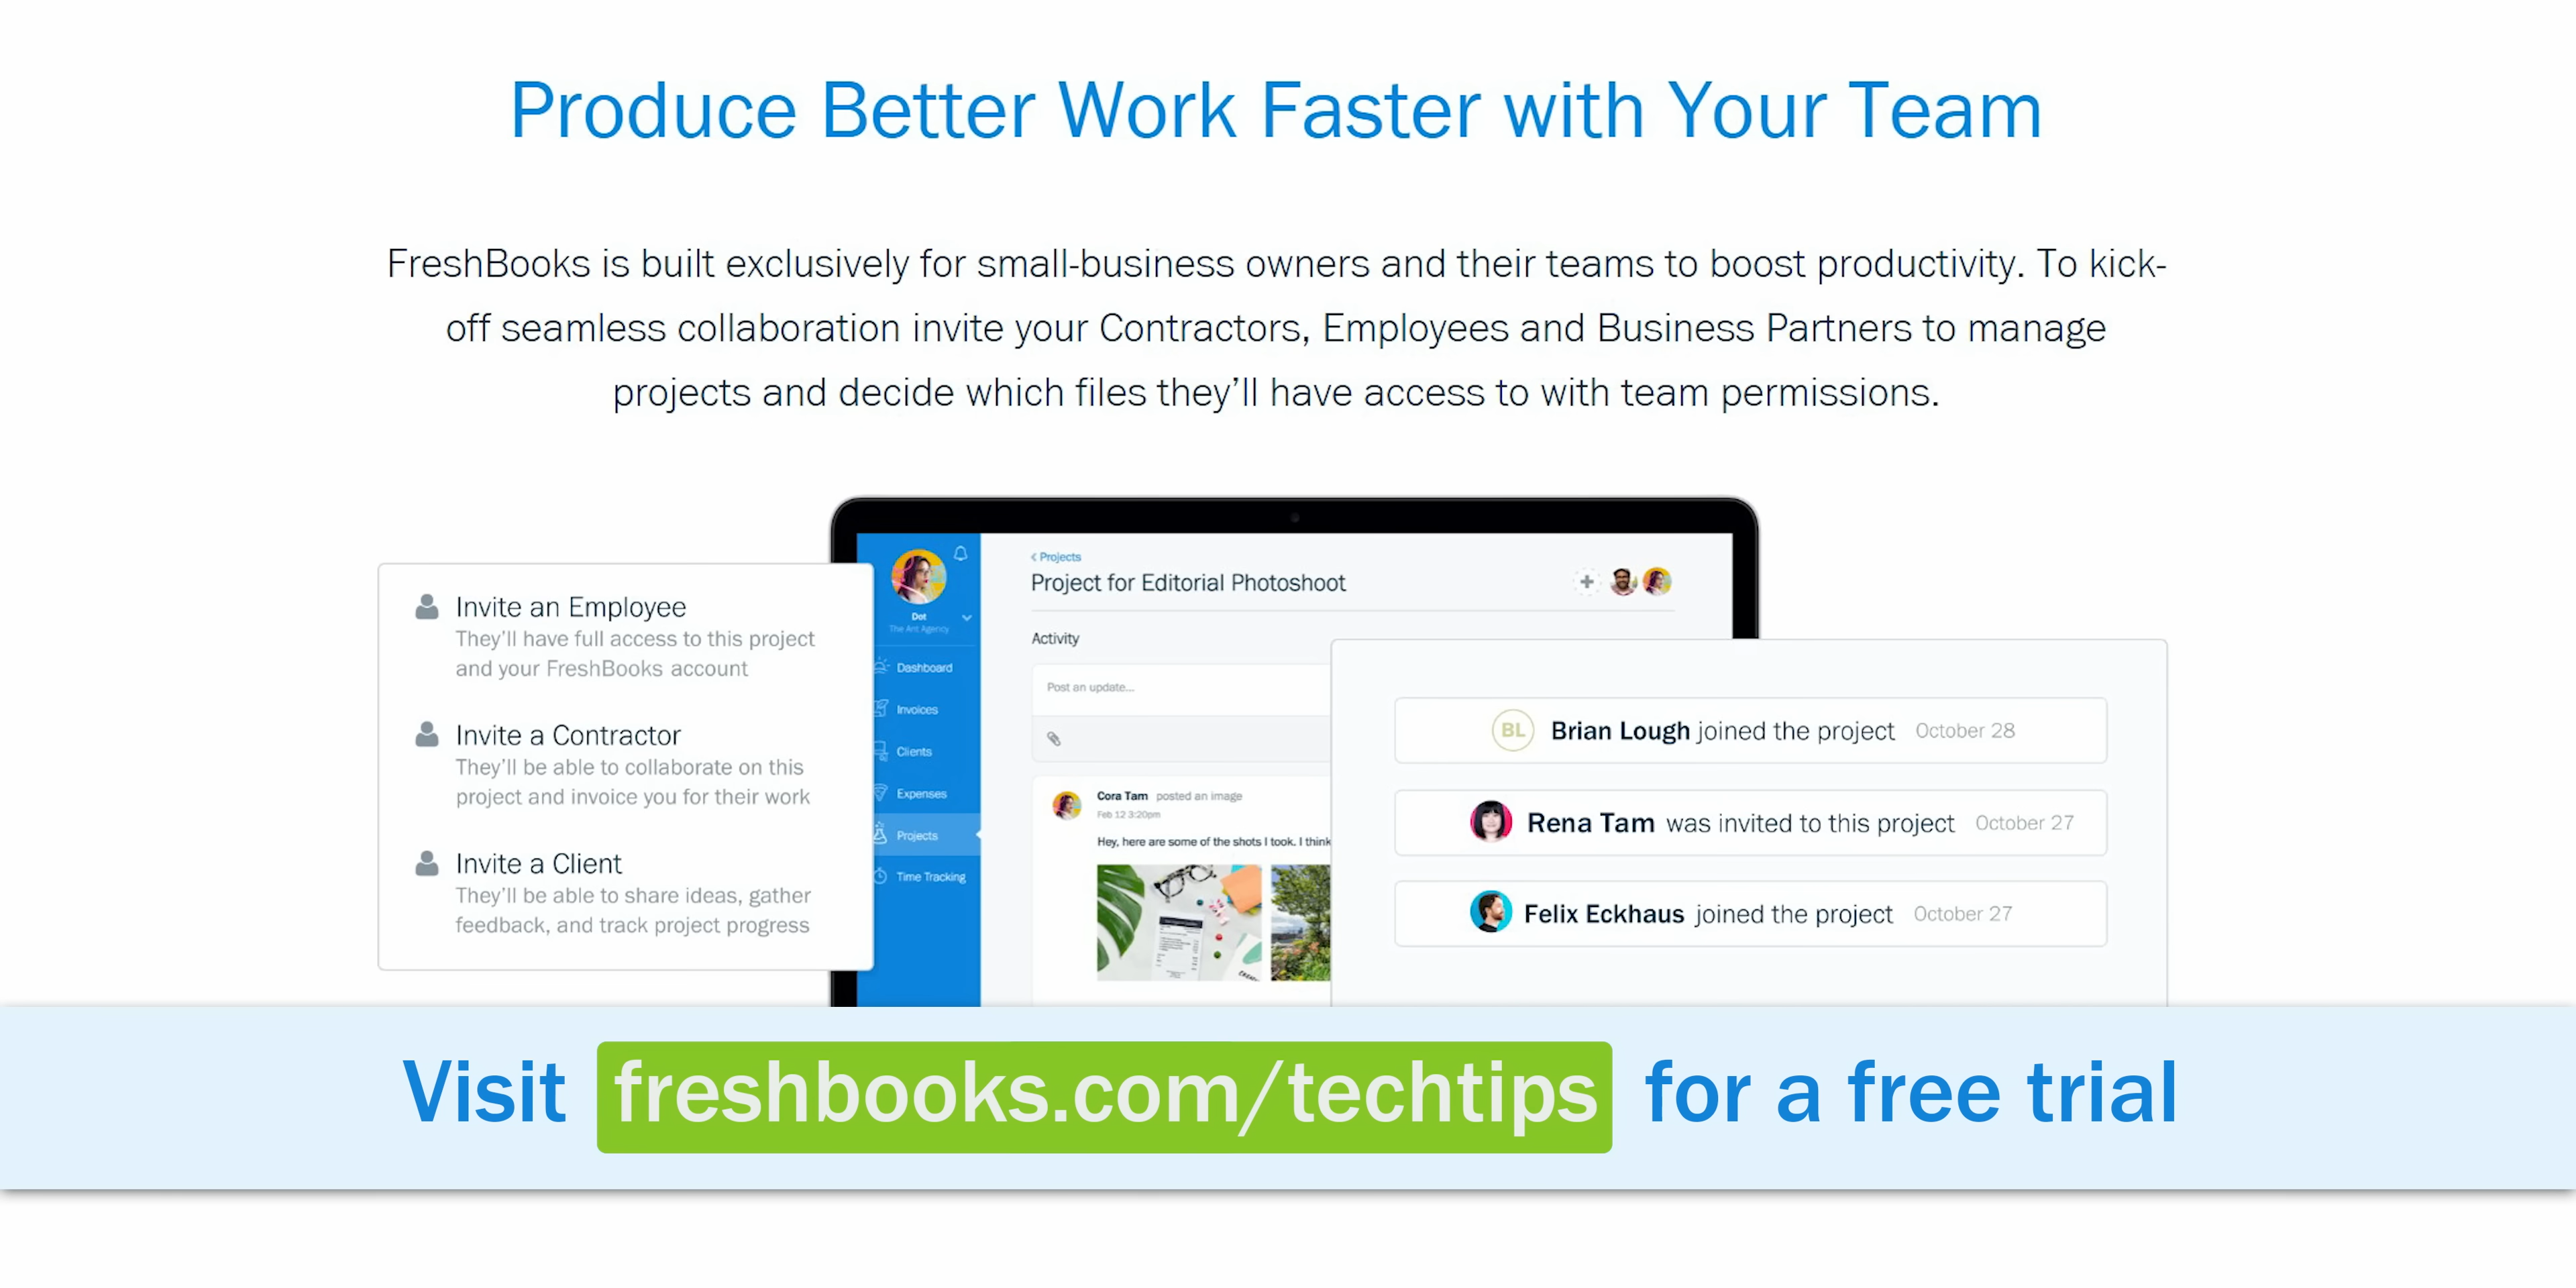 Produce Better Work Faster with Your Team
FreshBooks is built exclusively for small-business owners and their teams to boost productivity. To kick-
off seamless collaboration invite your Contractors, Employees and Business Partners to manage
projects and decide which files they’ll have access to with team permissions.
Invite an Employee
They’ll have full access to this project
and your FreshBooks account
Invite a Contractor
They’ll be able to collaborate on this
project and invoice you for their work
Invite a Client
They’ll be able to share ideas, gather
feedback, and track project progress
Dot
The Ant Agency
Dashboard
Invoices
Clients
Expenses
Projects
Time Tracking
< Projects
Project for Editorial Photoshoot
Activity
Post an update...
Cora Tam posted an image
Feb 12 3:20pm
Hey, here are some of the shots I took. I think
BL Brian Lough joined the project October 28
Rena Tam was invited to this project October 27
Felix Eckhaus joined the project October 27
Visit freshbooks.com/techtips for a free trial